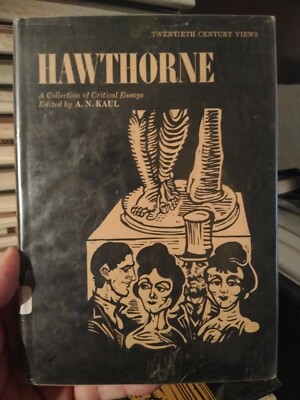 TWENTIETH CENTURY VIEWS
HAWTHORNE
A Collection of Critical Essays
Edited by A. N. KAUL